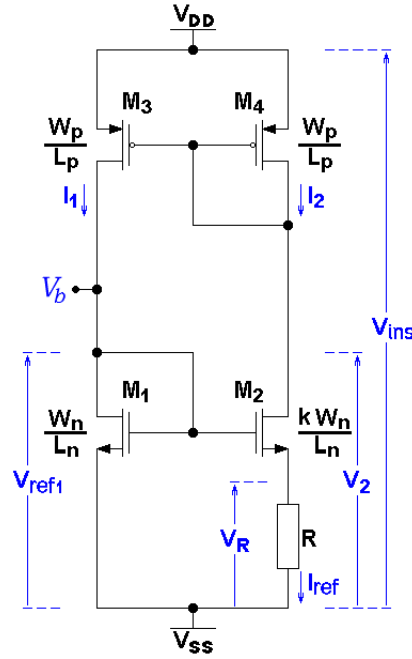 VDD
M3 M4
Wp
Lp
Wp
Lp
I1 I2
Vb
Vins
M1 M2
Wn
Ln
k Wn
Ln
Vref1
V2
VR
R
Iref
VSS